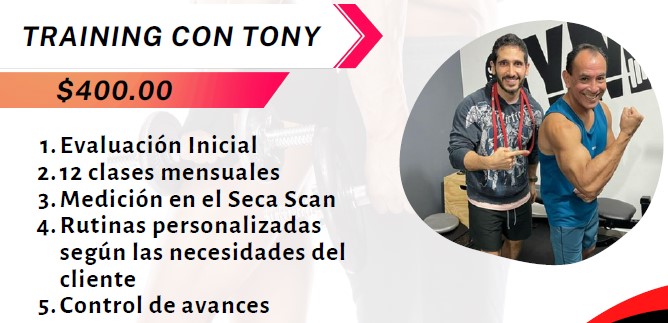 TRAINING CON TONY
$400.00
1. Evaluación Inicial
2. 12 clases mensuales
3. Medición en el Seca Scan
4. Rutinas personalizadas
según las necesidades del
cliente
5. Control de avances